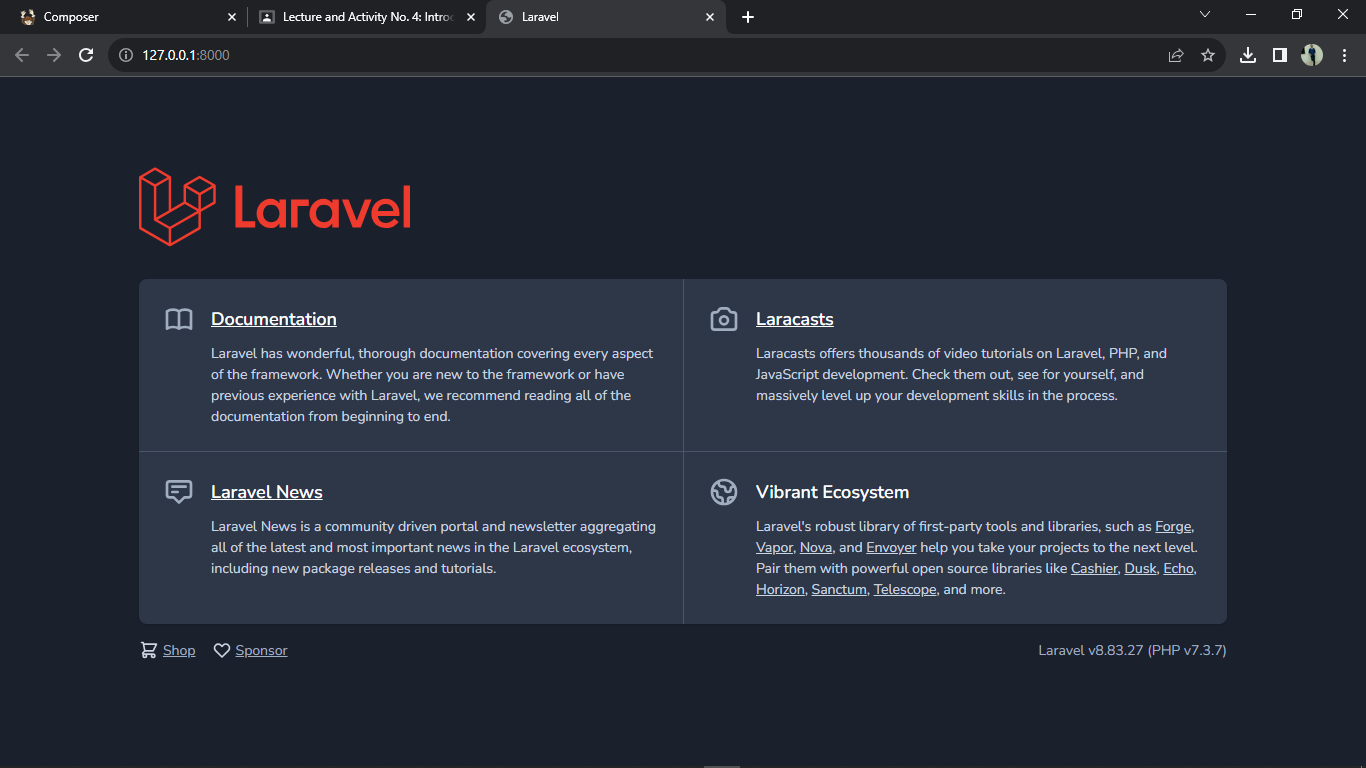 Composer
Lecture and Activity No. 4: Intro
Laravel
127.0.0.1:8000
Laravel
Documentation
Laravel has wonderful, thorough documentation covering every aspect
of the framework. Whether you are new to the framework or have
previous experience with Laravel, we recommend reading all of the
documentation from beginning to end.
Laracasts
Laracasts offers thousands of video tutorials on Laravel, PHP, and
JavaScript development. Check them out, see for yourself, and
massively level up your development skills in the process.
Laravel News
Laravel News is a community driven portal and newsletter aggregating
all of the latest and most important news in the Laravel ecosystem,
including new package releases and tutorials.
Vibrant Ecosystem
Laravel's robust library of first-party tools and libraries, such as Forge,
Vapor, Nova, and Envoyer help you take your projects to the next level.
Pair them with powerful open source libraries like Cashier, Dusk, Echo,
Horizon, Sanctum, Telescope, and more.
Shop
Sponsor
Laravel v8.83.27 (PHP v7.3.7)